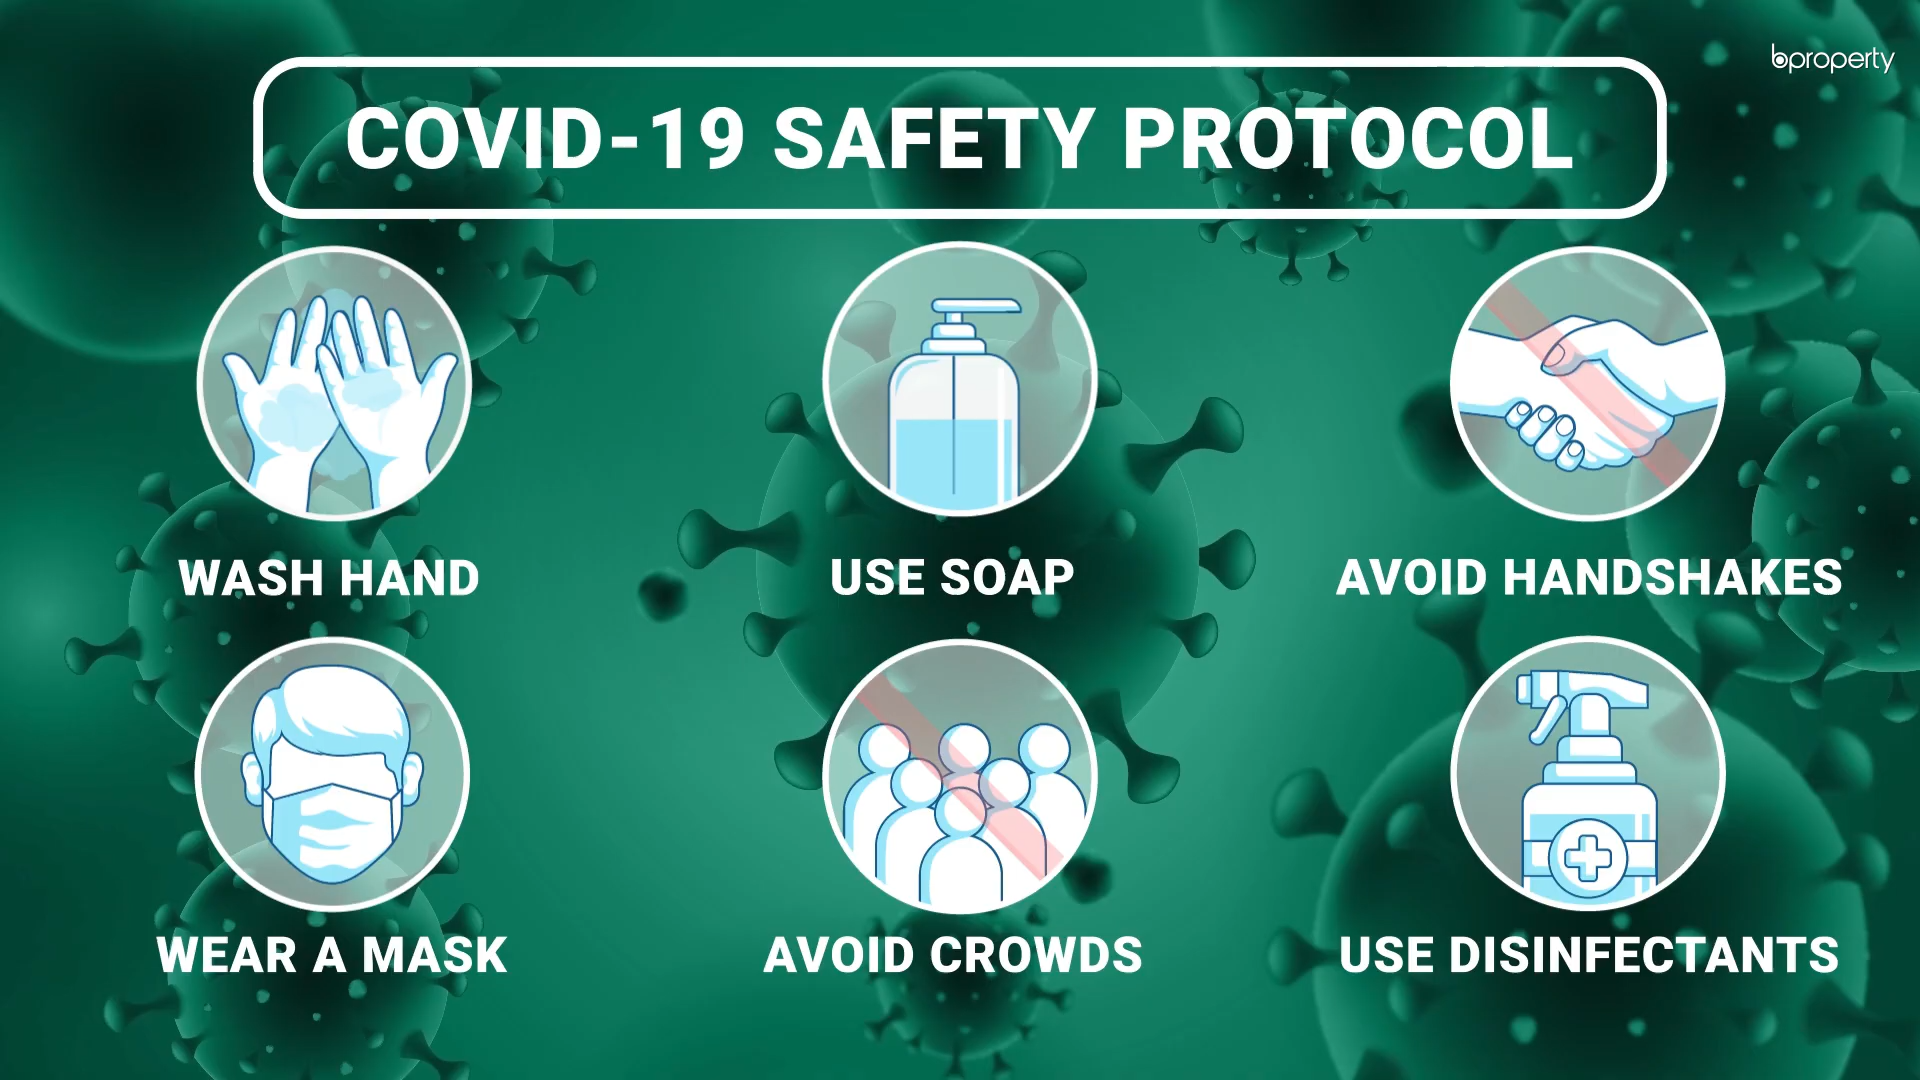 bproperty
COVID-19 SAFETY PROTOCOL
WASH HAND
USE SOAP
AVOID HANDSHAKES
WEAR A MASK
AVOID CROWDS
USE DISINFECTANTS